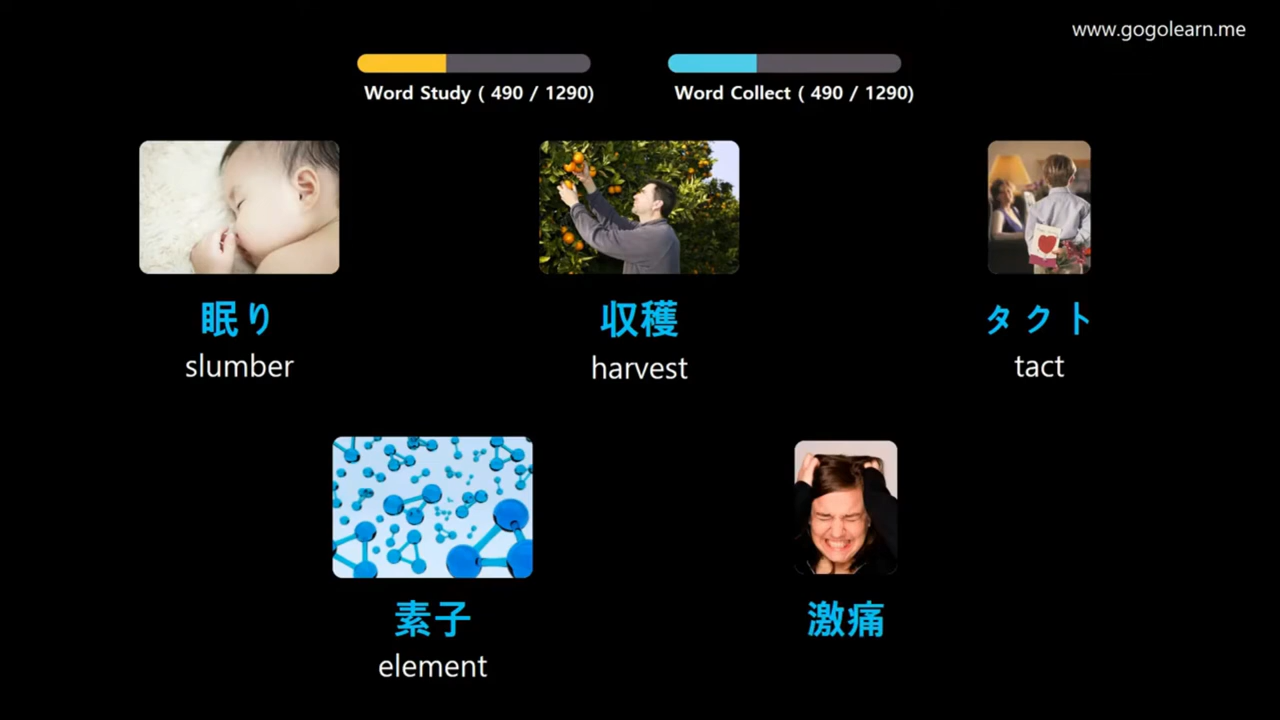 www.gogolearn.me
Word Study ( 490 / 1290)
Word Collect ( 490 / 1290)
眠り
slumber
収穫
harvest
タクト
tact
素子
element
激痛